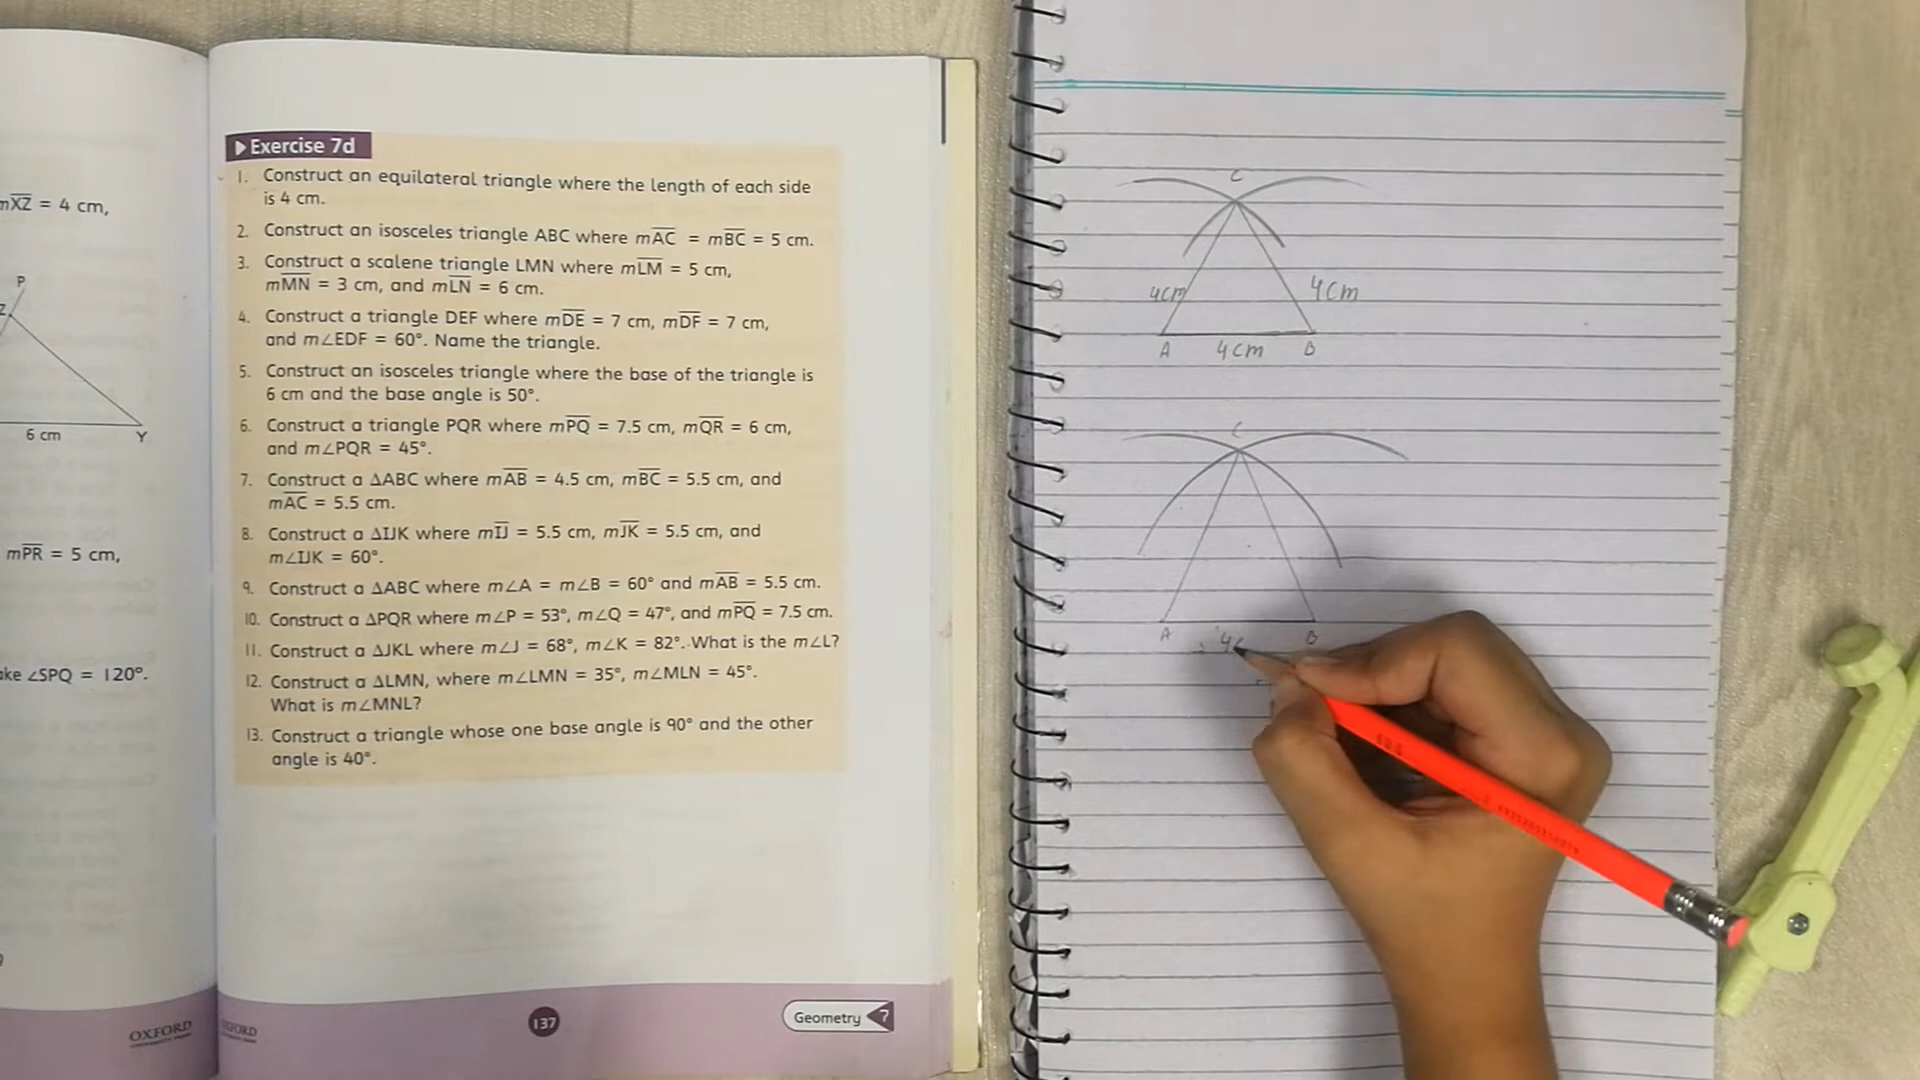 mXZ = 4 cm,
P
Z
6 cm
Y
mPR = 5 cm,
∠SPQ = 120°.
OXFORD
Exercise 7d
1. Construct an equilateral triangle where the length of each side
is 4 cm.
2. Construct an isosceles triangle ABC where mAC = mBC = 5 cm.
3. Construct a scalene triangle LMN where mLM = 5 cm,
mMN = 3 cm, and mLN = 6 cm.
4. Construct a triangle DEF where mDE = 7 cm, mDF = 7 cm,
and m∠EDF = 60°. Name the triangle.
5. Construct an isosceles triangle where the base of the triangle is
6 cm and the base angle is 50°.
6. Construct a triangle PQR where mPQ = 7.5 cm, mQR = 6 cm,
and m∠PQR = 45°.
7. Construct a ΔABC where mAB = 4.5 cm, mBC = 5.5 cm, and
mAC = 5.5 cm.
8. Construct a ΔIJK where mIJ = 5.5 cm, mJK = 5.5 cm, and
m∠IJK = 60°.
9. Construct a ΔABC where m∠A = m∠B = 60° and mAB = 5.5 cm.
10. Construct a ΔPQR where m∠P = 53°, m∠Q = 47°, and mPQ = 7.5 cm.
11. Construct a ΔJKL where m∠J = 68°, m∠K = 82°. What is the m∠L?
12. Construct a ΔLMN, where m∠LMN = 35°, m∠MLN = 45°.
What is m∠MNL?
13. Construct a triangle whose one base angle is 90° and the other
angle is 40°.
137
Geometry 7
C
4cm
4cm
A 4cm B
C
A B
4c